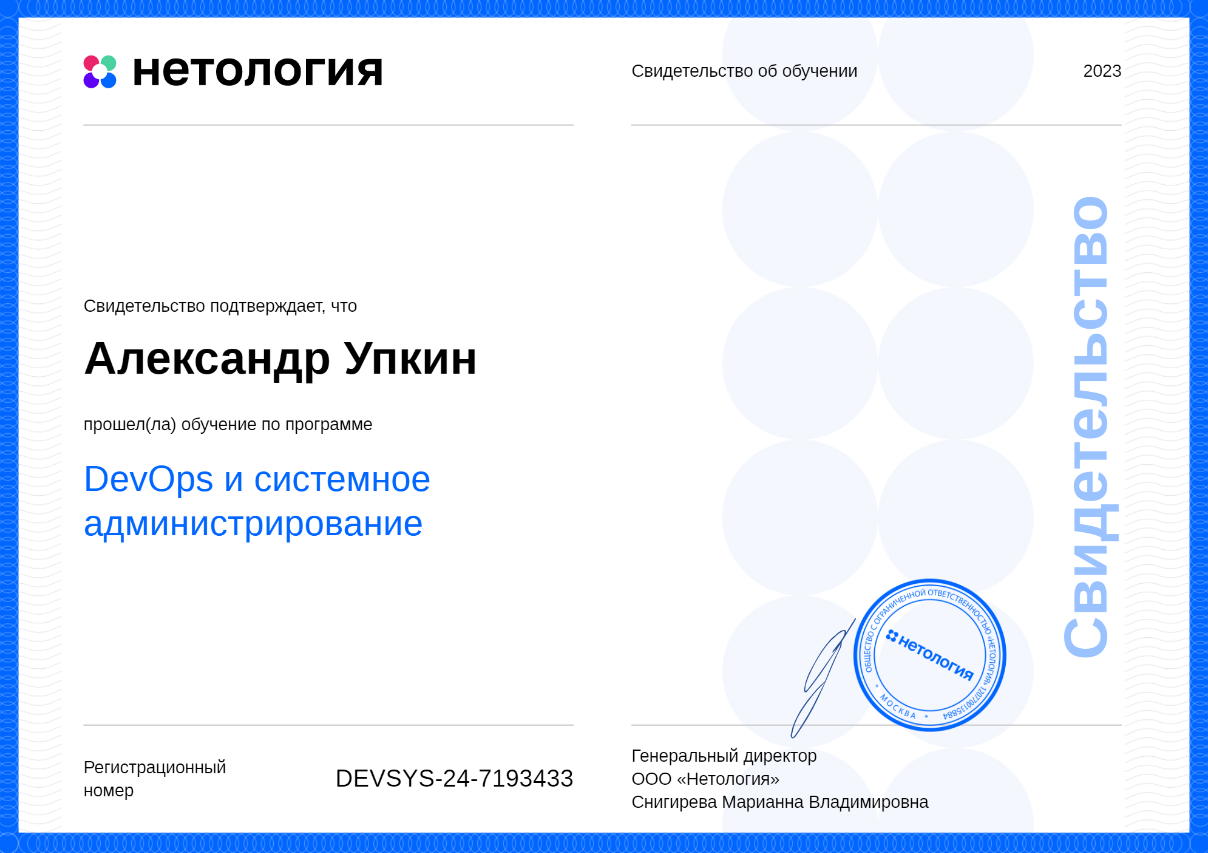 нетология
Свидетельство об обучении
2023
Свидетельство подтверждает, что
Александр Упкин
прошел(ла) обучение по программе
DevOps и системное
администрирование
Свидетельство
ОБЩЕСТВО С ОГРАНИЧЕННОЙ ОТВЕТСТВЕННОСТЬЮ «НЕТОЛОГИЯ» 1207700135884
* МОСКВА *
нетология
Регистрационный
номер
DEVSYS-24-7193433
Генеральный директор
ООО «Нетология»
Снигирева Марианна Владимировна